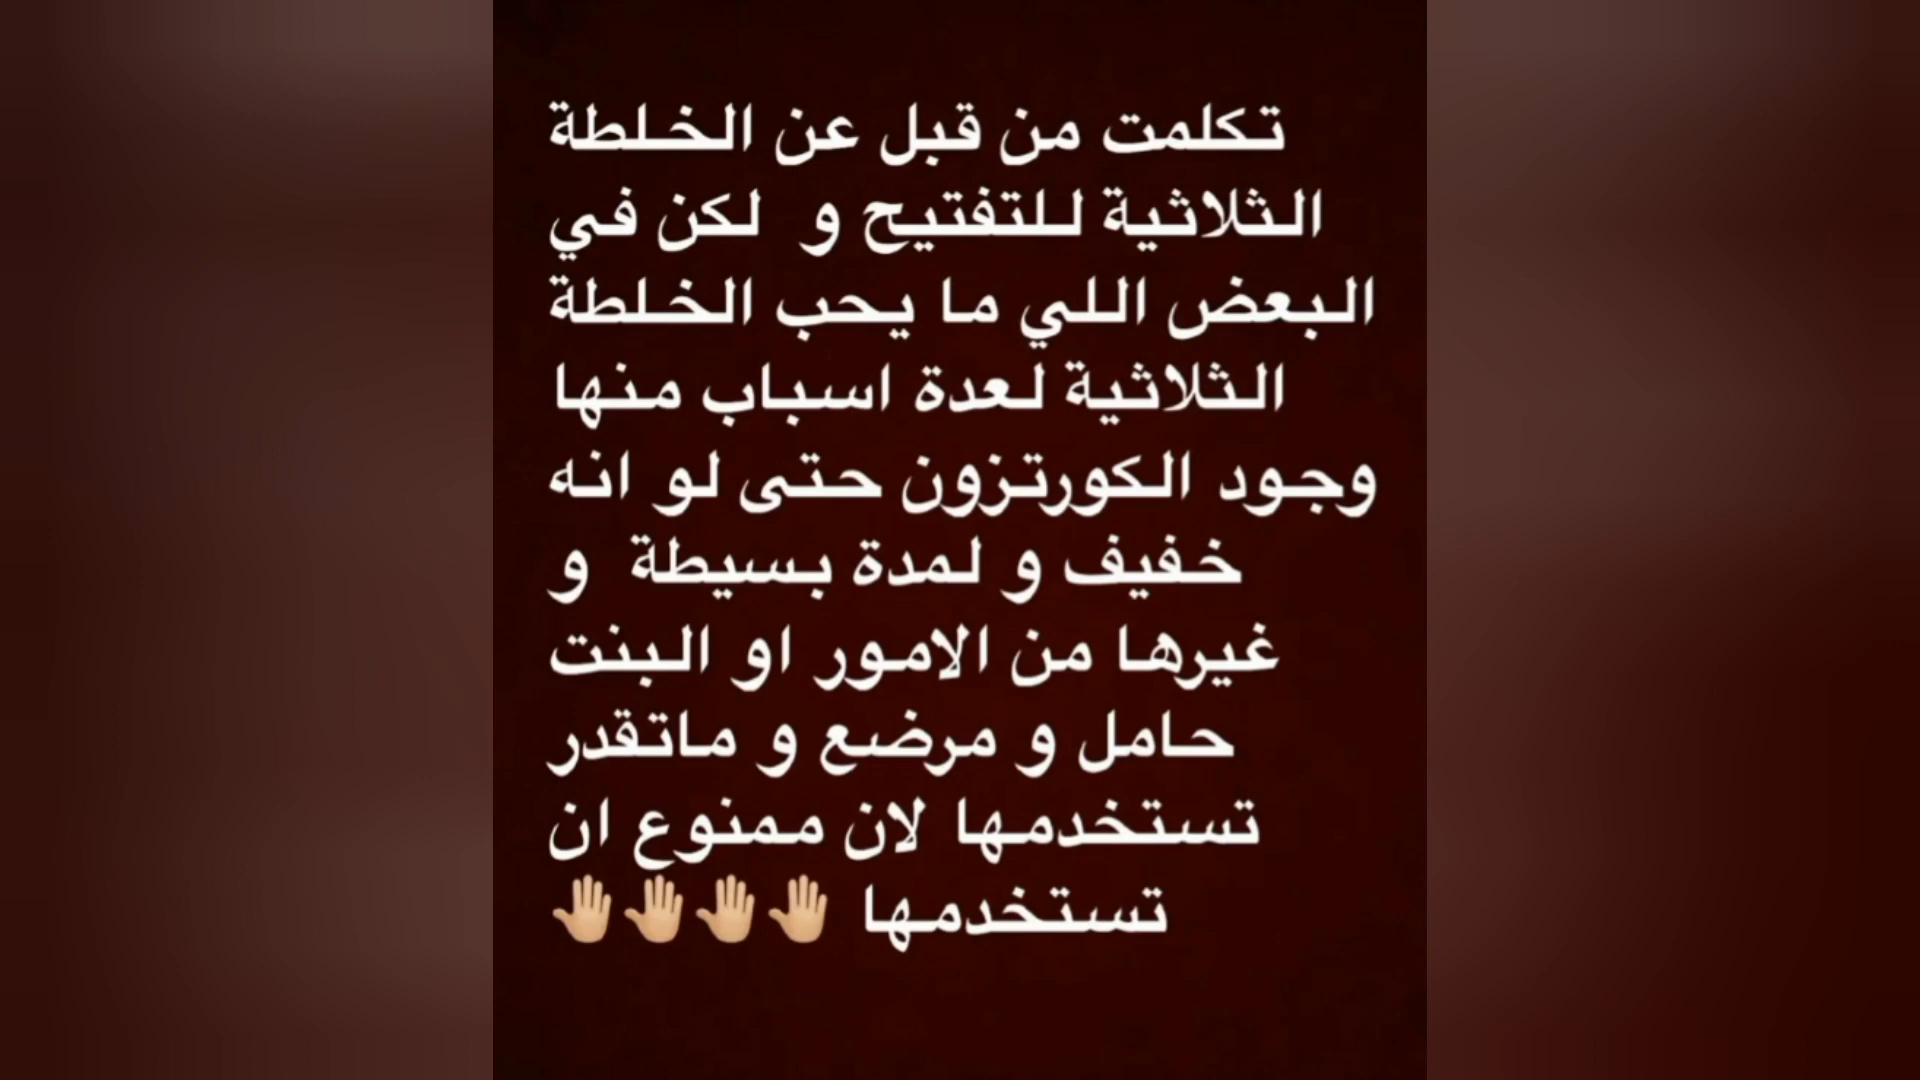 تكلمت من قبل عن الخلطة
الثلاثية للتفتيح و لكن في
البعض اللي ما يحب الخلطة
الثلاثية لعدة اسباب منها
وجود الكورتزون حتى لو انه
خفيف و لمدة بسيطة و
غيرها من الامور او البنت
حامل و مرضع و ماتقدر
تستخدمها لان ممنوع ان
تستخدمها 🤚🏼🤚🏼🤚🏼🤚🏼